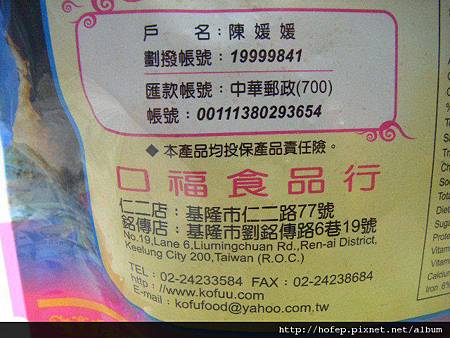 戶 名：陳媛媛
劃撥帳號：19999841
匯款帳號：中華郵政(700)
帳號：00111380293654
◆ 本產品均投保產品責任險。
口福食品行
仁二店：基隆市仁二路77號
銘傳店：基隆市劉銘傳路6巷19號
No.19,Lane 6,Liumingchuan Rd.,Ren-ai District,
Keelung City 200,Taiwan (R.O.C.)
TEL：02-24233584 FAX：02-24238684
http：//www.kofuu.com
E-mail：kofufood@yahoo.com.tw
Iron 6%
http://hofep.pixnet.net/album